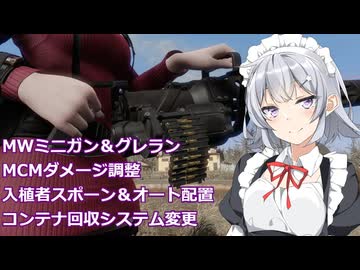 MWミニガン＆グレラン
MCMダメージ調整
入植者スポーン＆オート配置
コンテナ回収システム変更